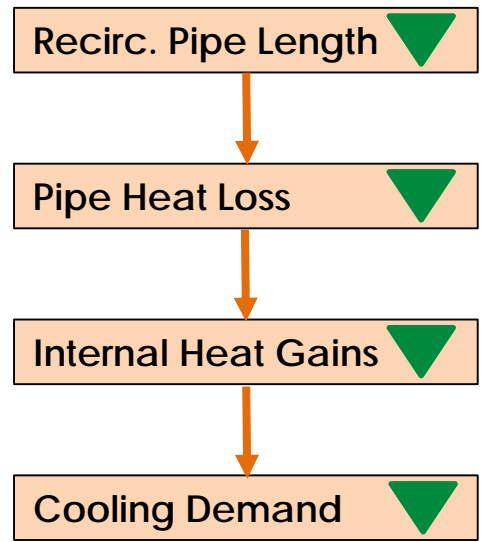 Recirc. Pipe Length
Pipe Heat Loss
Internal Heat Gains
Cooling Demand